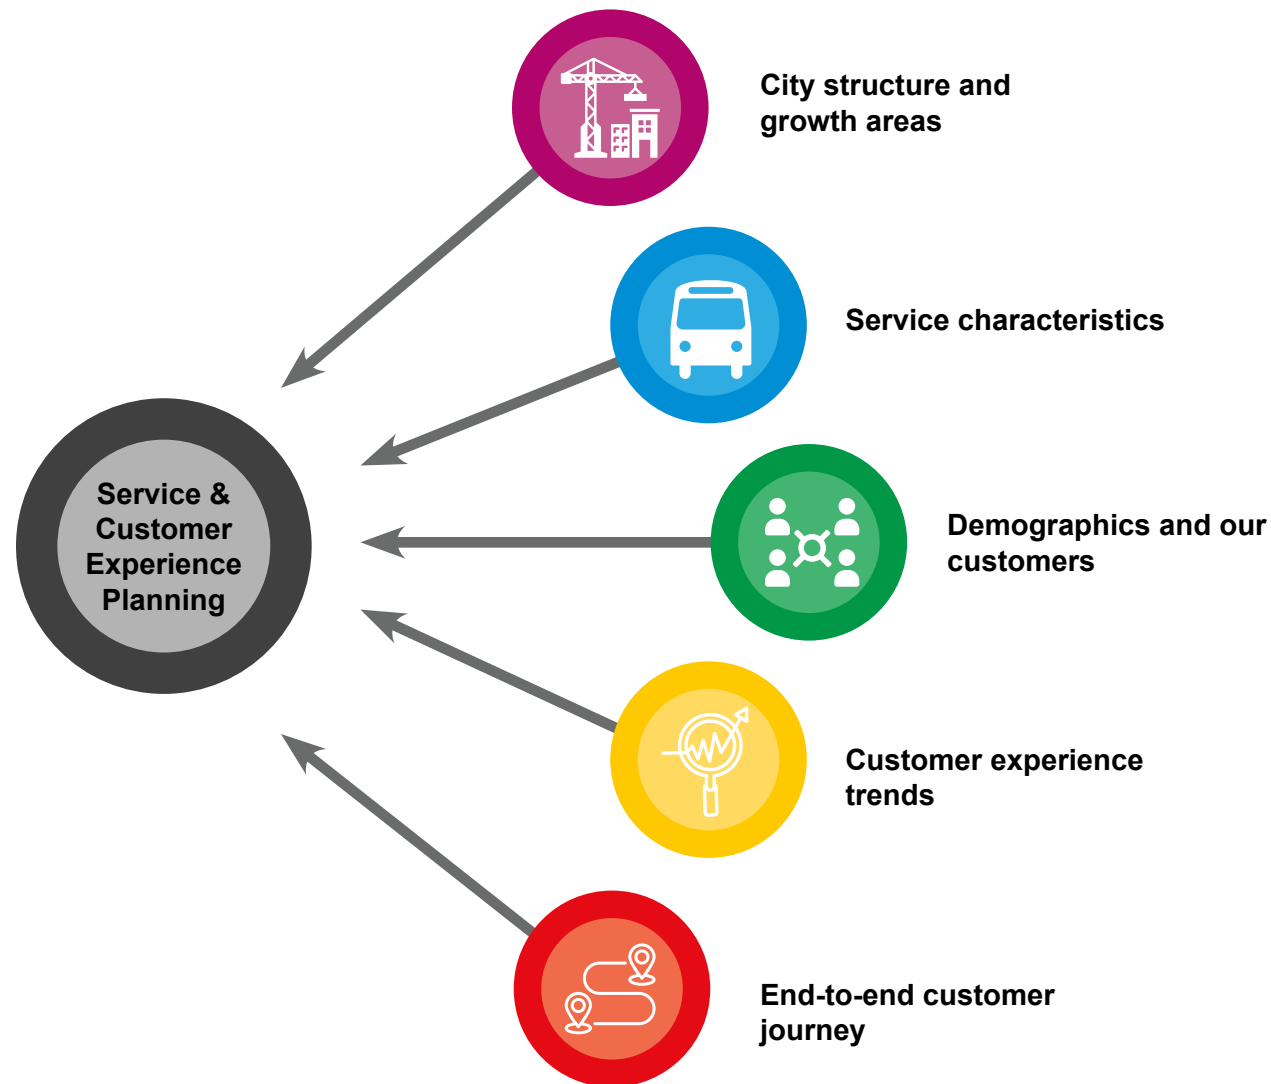 City structure and
growth areas
Service characteristics
Service &
Customer
Experience
Planning
Demographics and our
customers
Customer experience
trends
End-to-end customer
journey